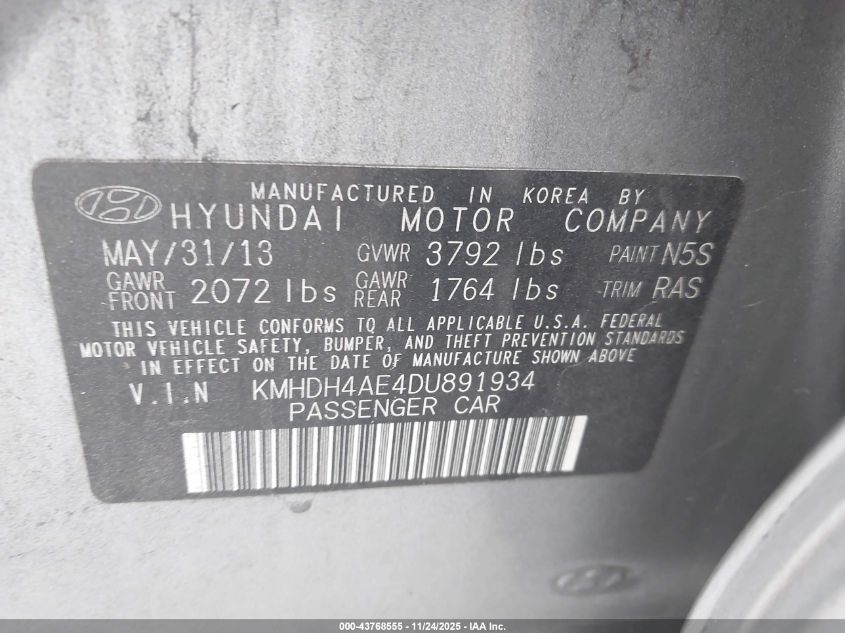 MANUFACTURED IN KOREA BY
HYUNDAI MOTOR COMPANY
MAY/31/13 GVWR 3792 lbs PAINT N5S
GAWR FRONT 2072 lbs GAWR REAR 1764 lbs TRIM RAS
THIS VEHICLE CONFORMS TO ALL APPLICABLE U.S.A. FEDERAL
MOTOR VEHICLE SAFETY, BUMPER, AND THEFT PREVENTION STANDARDS
IN EFFECT ON THE DATE OF MANUFACTURE SHOWN ABOVE
V.I.N KMHDH4AE4DU891934
PASSENGER CAR
000-43768555 - 11/24/2025 - IAA Inc.